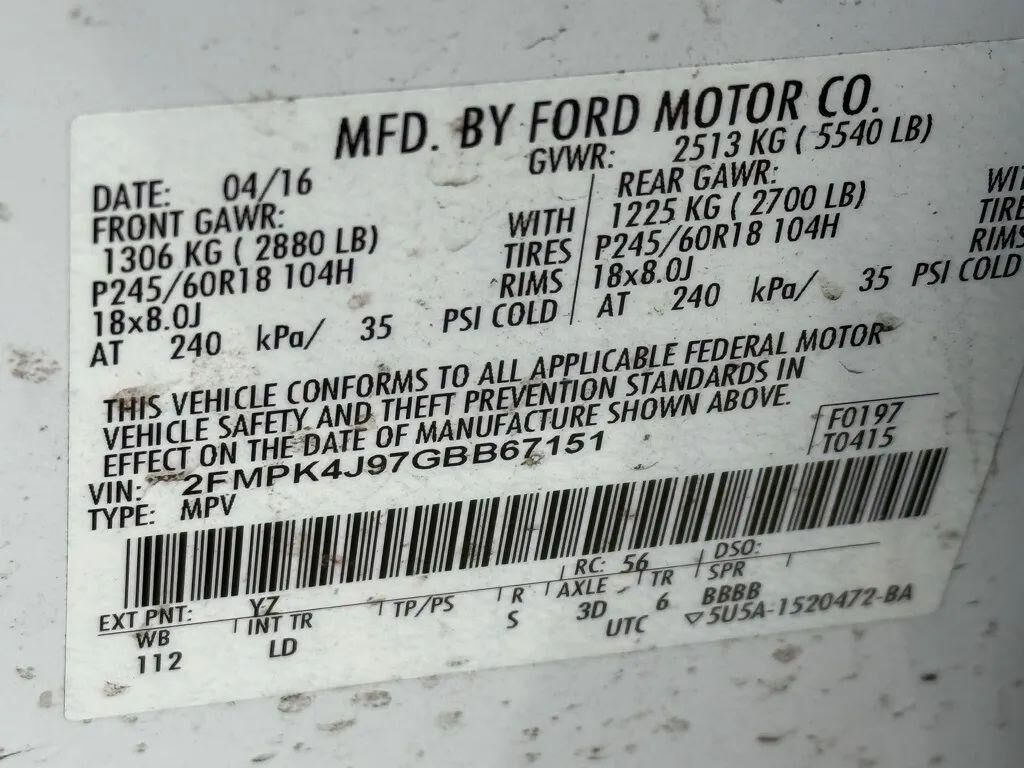 MFD. BY FORD MOTOR CO.
DATE: 04/16
GVWR: 2513 KG ( 5540 LB)
FRONT GAWR:
1306 KG ( 2880 LB)
P245/60R18 104H
18x8.0J
AT 240 kPa/ 35 PSI COLD
WITH
TIRES
RIMS
REAR GAWR:
1225 KG ( 2700 LB)
P245/60R18 104H
18x8.0J
AT 240 kPa/ 35 PSI COLD
WIT
TIRE
RIMS
THIS VEHICLE CONFORMS TO ALL APPLICABLE FEDERAL MOTOR
VEHICLE SAFETY AND THEFT PREVENTION STANDARDS IN
EFFECT ON THE DATE OF MANUFACTURE SHOWN ABOVE.
VIN: 2FMPK4J97GBB67151
TYPE: MPV
F0197
T0415
EXT PNT: YZ RC: 56 DSO:
WB INT TR TP/PS R AXLE TR SPR
112 LD S 3D 6 BBBB
UTC ▽5U5A-1520472-BA